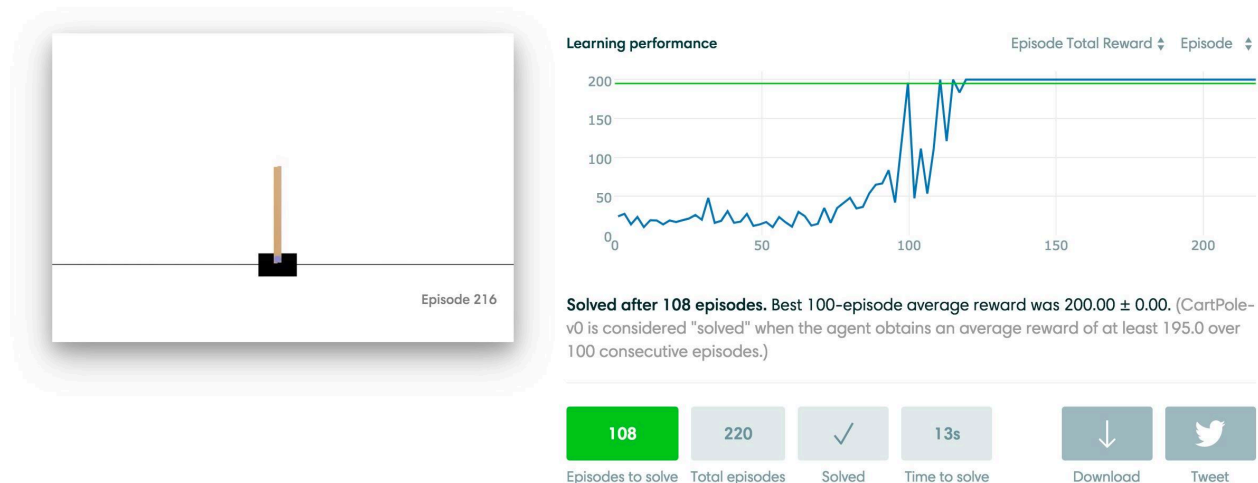 Episode 216
Learning performance
Episode Total Reward
Episode
200
150
100
50
0
0
50
100
150
200
Solved after 108 episodes. Best 100-episode average reward was 200.00 ± 0.00. (CartPole-
v0 is considered "solved" when the agent obtains an average reward of at least 195.0 over
100 consecutive episodes.)
108
220
13s
Episodes to solve
Total episodes
Solved
Time to solve
Download
Tweet